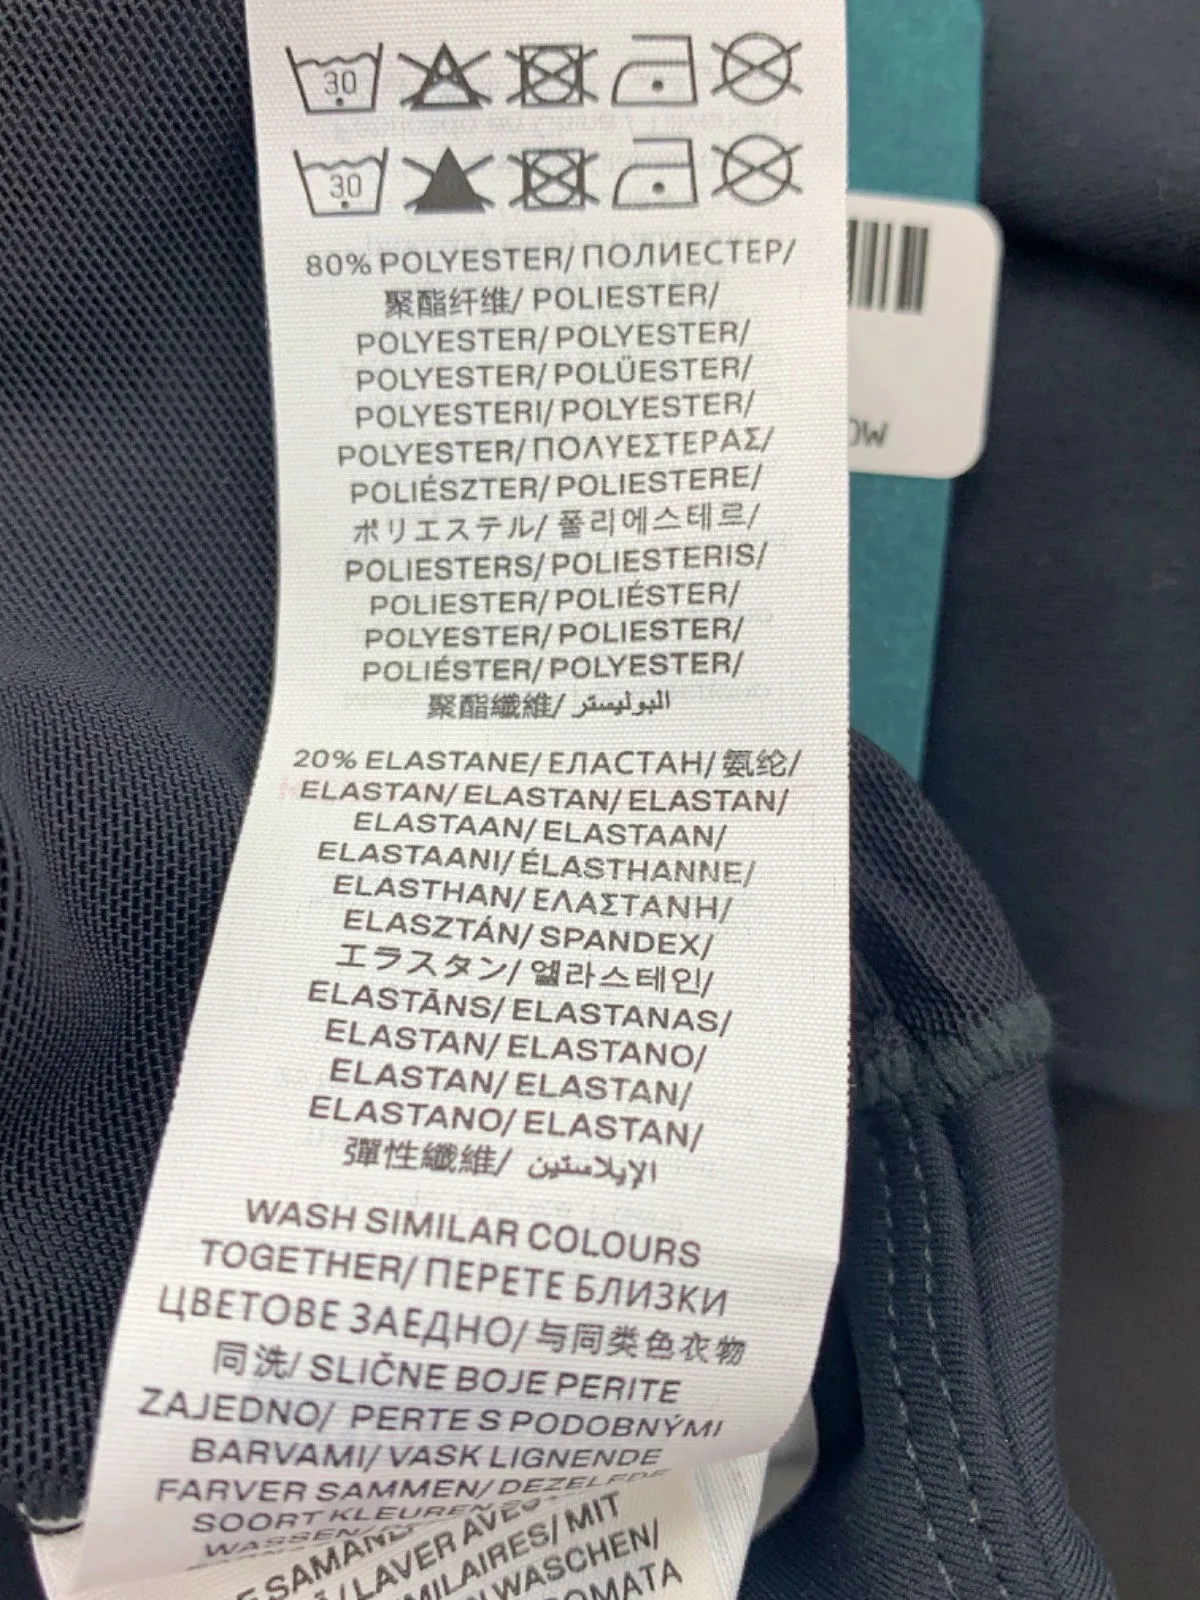 30
30
80% POLYESTER/ ПОЛИЕСТЕР/
聚酯纤维/ POLIESTER/
POLYESTER/ POLYESTER/
POLYESTER/ POLÜESTER/
POLYESTERI/ POLYESTER/
POLYESTER/ ΠΟΛΥΕΣΤΕΡΑΣ/
POLIÉSZTER/ POLIESTERE/
ポリエステル/ 폴리에스테르/
POLIESTERS/ POLIESTERIS/
POLIESTER/ POLIÉSTER/
POLYESTER/ POLIESTER/
POLIÉSTER/ POLYESTER/
聚酯纖維/ البوليستر
20% ELASTANE/ ЕЛАСТАН/ 氨纶/
ELASTAN/ ELASTAN/ ELASTAN/
ELASTAAN/ ELASTAAN/
ELASTAANI/ ÉLASTHANNE/
ELASTHAN/ ΕΛΑΣΤΑΝΗ/
ELASZTÁN/ SPANDEX/
エラスタン/ 엘라스테인/
ELASTĀNS/ ELASTANAS/
ELASTAN/ ELASTANO/
ELASTAN/ ELASTAN/
ELASTANO/ ELASTAN/
彈性纖維/ الإيلاستين
WASH SIMILAR COLOURS
TOGETHER/ ПЕРЕТЕ БЛИЗКИ
ЦВЕТОВЕ ЗАЕДНО/ 与同类色衣物
同洗/ SLIČNE BOJE PERITE
ZAJEDNO/ PERTE S PODOBNÝMI
BARVAMI/ VASK LIGNENDE
FARVER SAMMEN/ DEZELFDE
SOORT KLEUREN
LAVER AVEC
MIT
WASCHEN/
OW